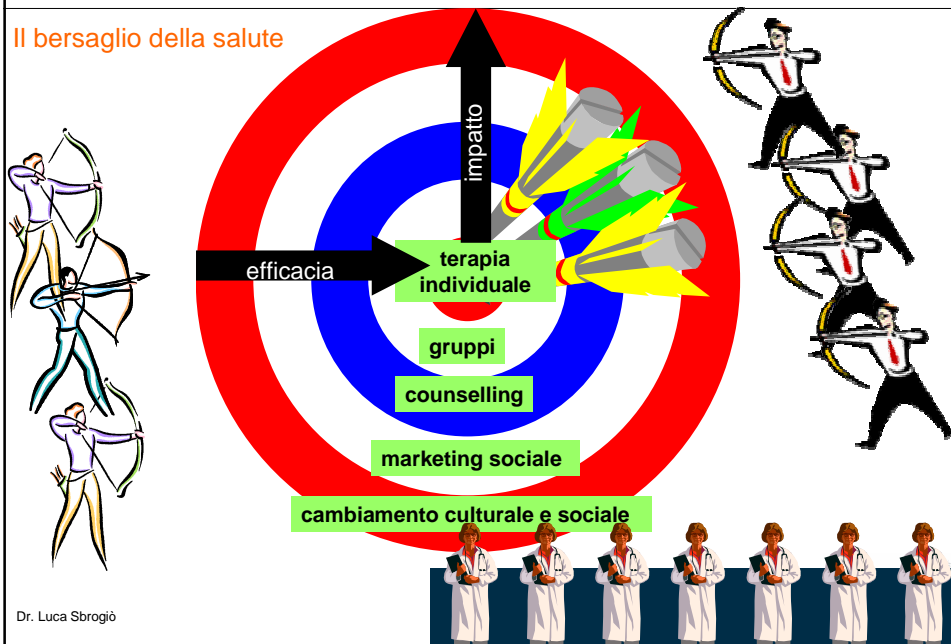 Il bersaglio della salute
impatto
efficacia
terapia
individuale
gruppi
counselling
marketing sociale
cambiamento culturale e sociale
Dr. Luca Sbrogiò